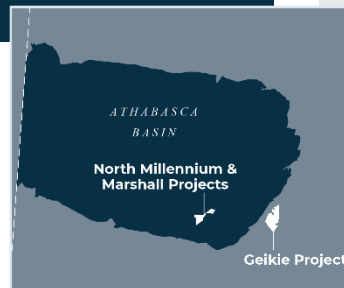 ATHABASCA
BASIN
North Millennium &
Marshall Projects
Geikie Project